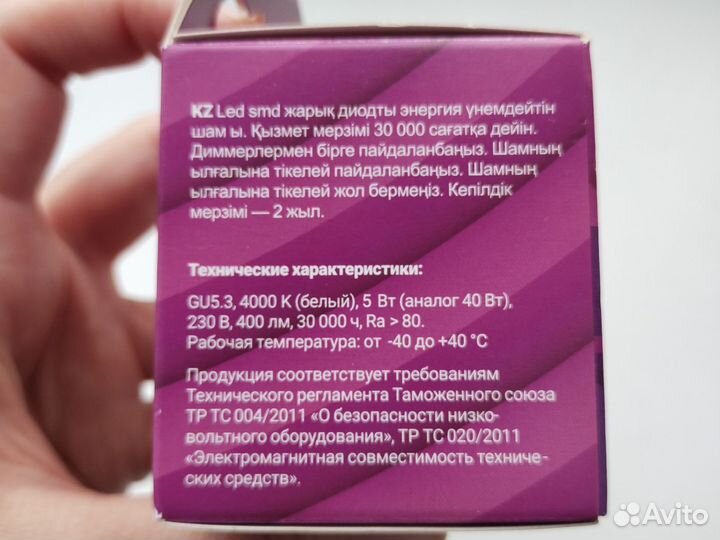 KZ Led smd жарық диодты энергия үнемдейтін
шам ы. Қызмет мерзімі 30 000 сағатқа дейін.
Диммерлермен бірге пайдаланбаңыз. Шамның
ылғалына тікелей пайдаланбаңыз. Шамның
ылғалына тікелей жол бермеңіз. Кепілдік
мерзімі — 2 жыл.
Технические характеристики:
GU5.3, 4000 K (белый), 5 Вт (аналог 40 Вт),
230 В, 400 лм, 30 000 ч, Ra > 80.
Рабочая температура: от -40 до +40 °C
Продукция соответствует требованиям
Технического регламента Таможенного союза
ТР ТС 004/2011 «О безопасности низко-
вольтного оборудования», ТР ТС 020/2011
«Электромагнитная совместимость техниче-
ских средств».
Avito